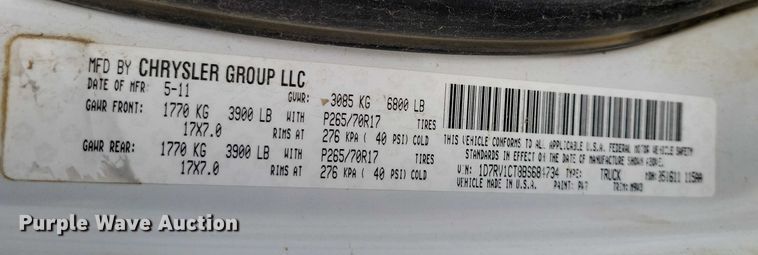 MFD BY CHRYSLER GROUP LLC
DATE OF MFR: 5-11 GVWR: 3085 KG 6800 LB
GAWR FRONT: 1770 KG 3900 LB WITH P265/70R17 TIRES
17X7.0 RIMS AT 276 KPA ( 40 PSI) COLD
GAWR REAR: 1770 KG 3900 LB WITH P265/70R17 TIRES
17X7.0 RIMS AT 276 KPA ( 40 PSI) COLD
THIS VEHICLE CONFORMS TO ALL APPLICABLE U.S.A. FEDERAL MOTOR VEHICLE SAFETY
STANDARDS IN EFFECT ON THE DATE OF MANUFACTURE SHOWN ABOVE.
VIN: TYPE: TRUCK
VEHICLE MADE IN U.S.A. PAINT: PW7 TRIM:
Purple Wave Auction